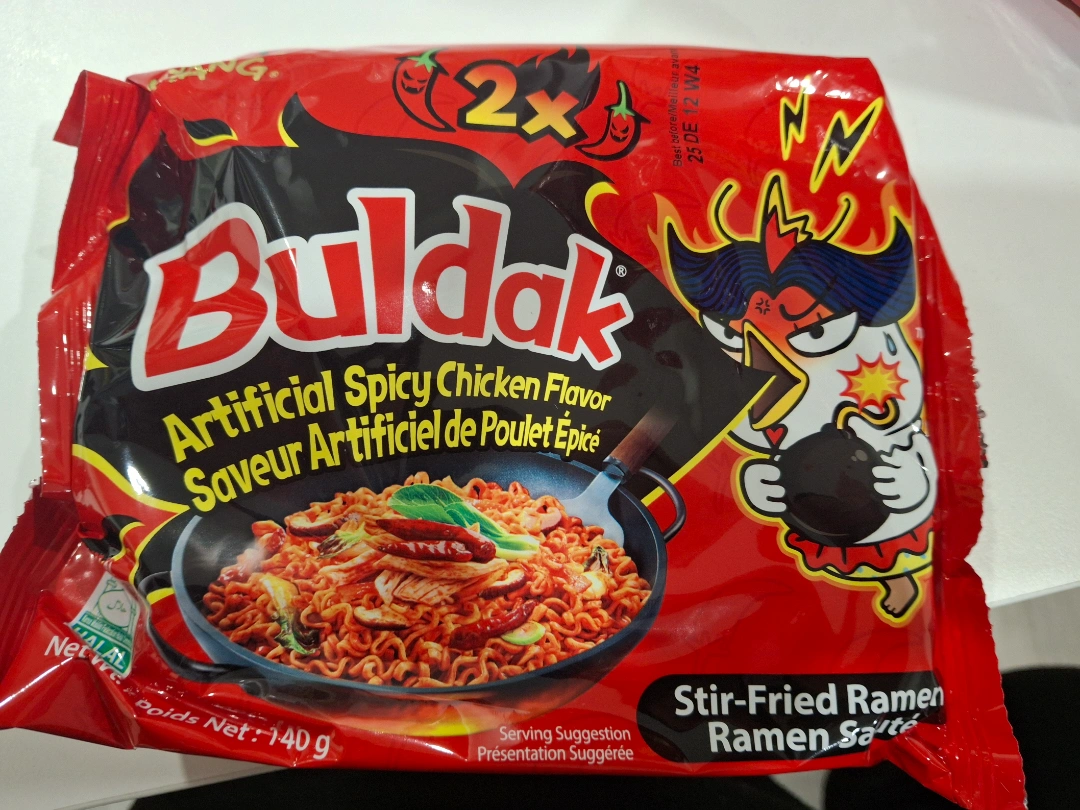 2x
Best before/Meilleur avant
25 DE 12 W4
Buldak®
Artificial Spicy Chicken Flavor
Saveur Artificiel de Poulet Épicé
HALAL
Net
Poids Net : 140 g
Serving Suggestion
Présentation Suggérée
Stir-Fried Ramen
Ramen Sauté